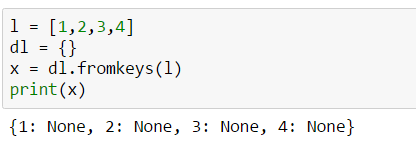 l = [1,2,3,4]
dl = {}
x = dl.fromkeys(l)
print(x)
{1: None, 2: None, 3: None, 4: None}